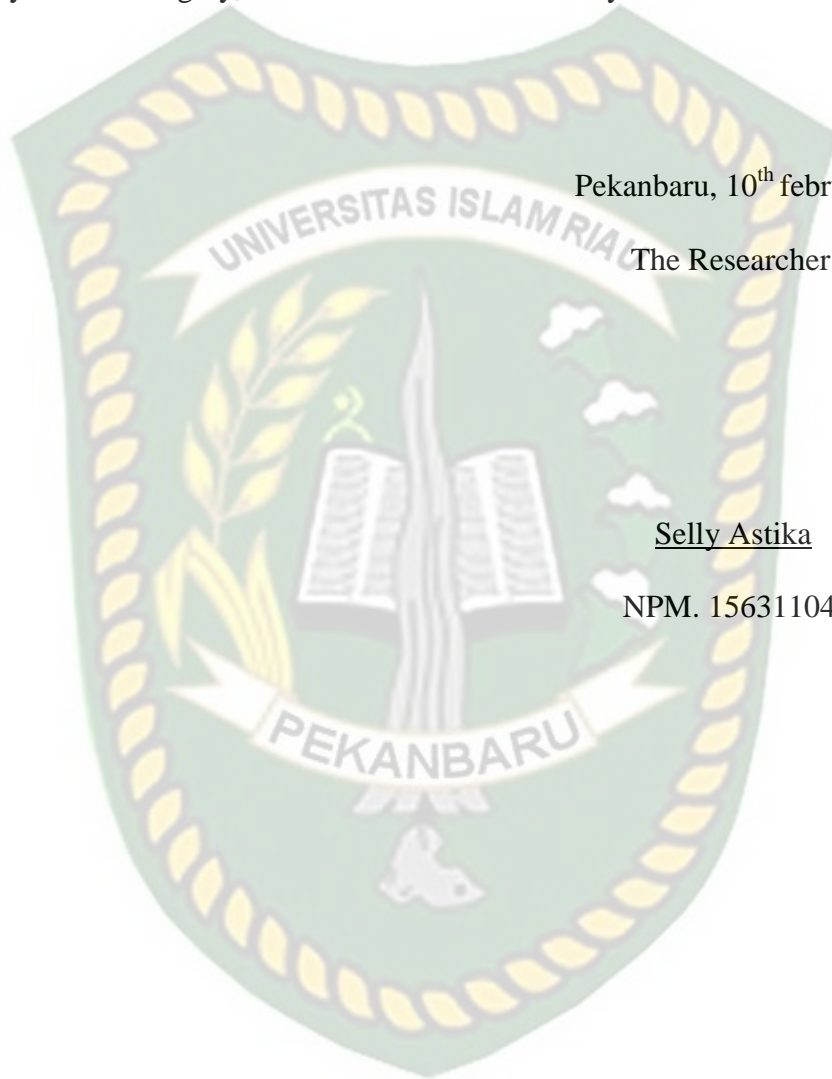 Pekanbaru, 10th febr
UNIVERSITAS ISLAM RIAU
The Researcher
Selly Astika
NPM. 15631104
PEKANBARU